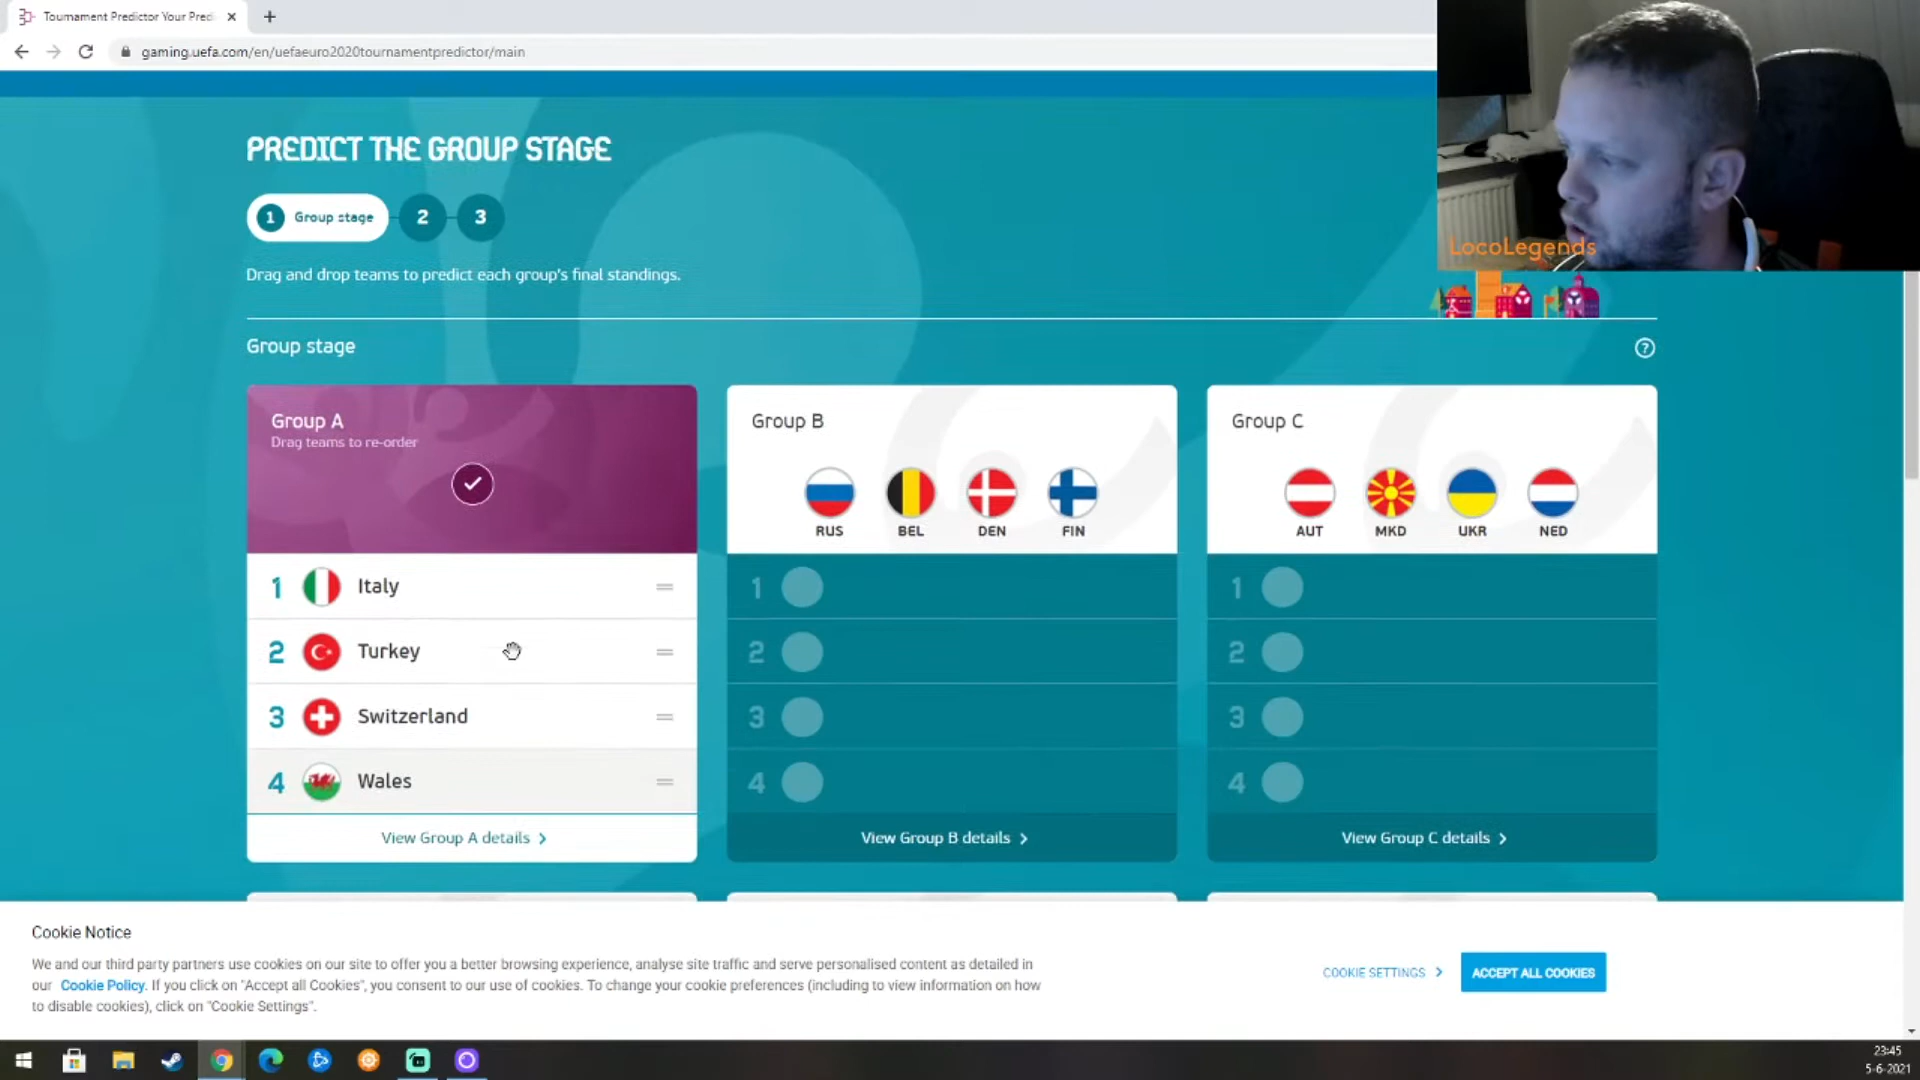 Tournament Predictor Your Pred
gaming.uefa.com/en/uefaeuro2020tournamentpredictor/main
LocoLegends
PREDICT THE GROUP STAGE
1 Group stage 2 3
Drag and drop teams to predict each group's final standings.
Group stage
?
Group A
Drag teams to re-order
1 Italy
2 Turkey
3 Switzerland
4 Wales
View Group A details
Group B
RUS BEL DEN FIN
1
2
3
4
View Group B details
Group C
AUT MKD UKR NED
1
2
3
4
View Group C details
Cookie Notice
We and our third party partners use cookies on our site to offer you a better browsing experience, analyse site traffic and serve personalised content as detailed in
our Cookie Policy. If you click on "Accept all Cookies", you consent to our use of cookies. To change your cookie preferences (including to view information on how
to disable cookies), click on "Cookie Settings".
COOKIE SETTINGS
ACCEPT ALL COOKIES
23:45
5-6-2021